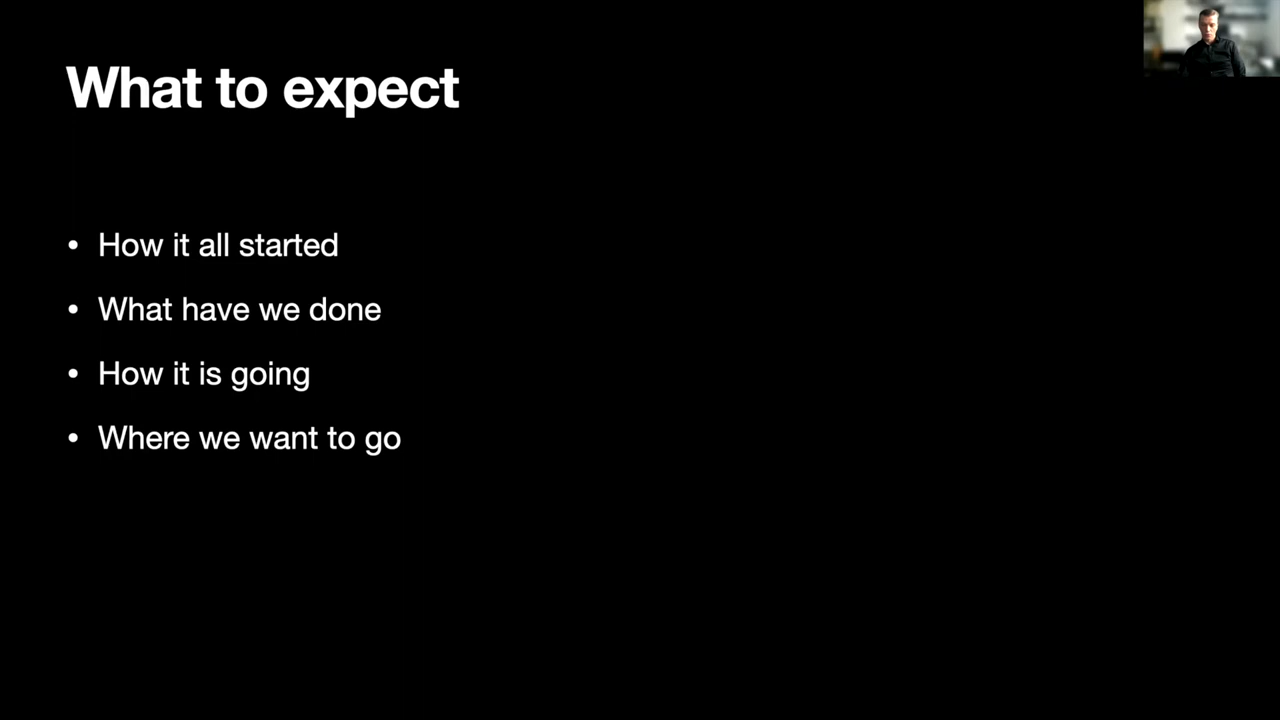 What to expect
• How it all started
• What have we done
• How it is going
• Where we want to go